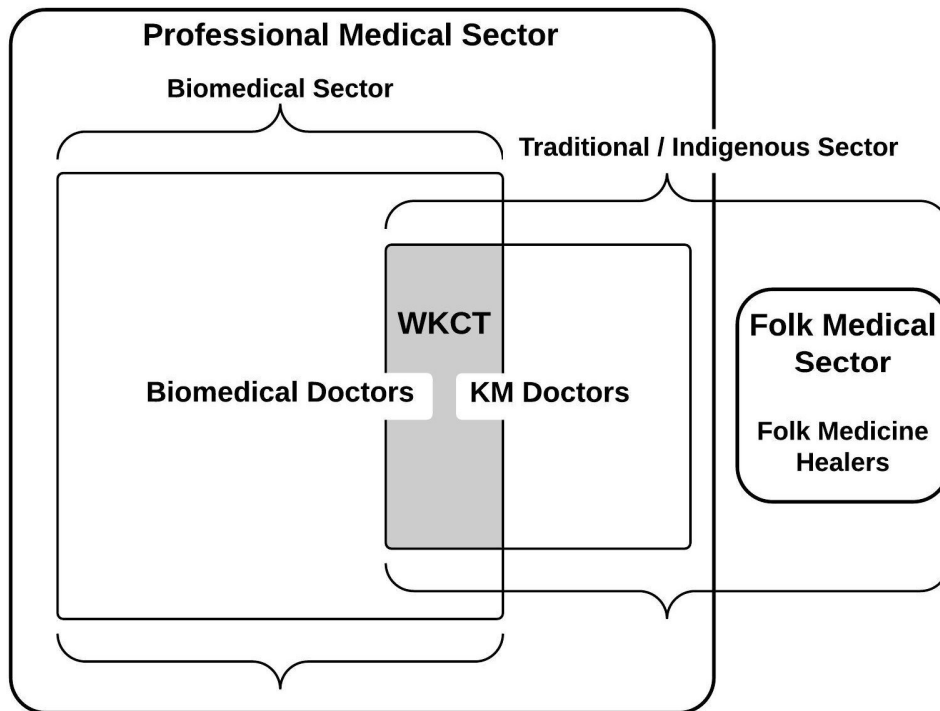 Professional Medical Sector
Biomedical Sector
Traditional / Indigenous Sector
WKCT
Biomedical Doctors
KM Doctors
Folk Medical
Sector
Folk Medicine
Healers